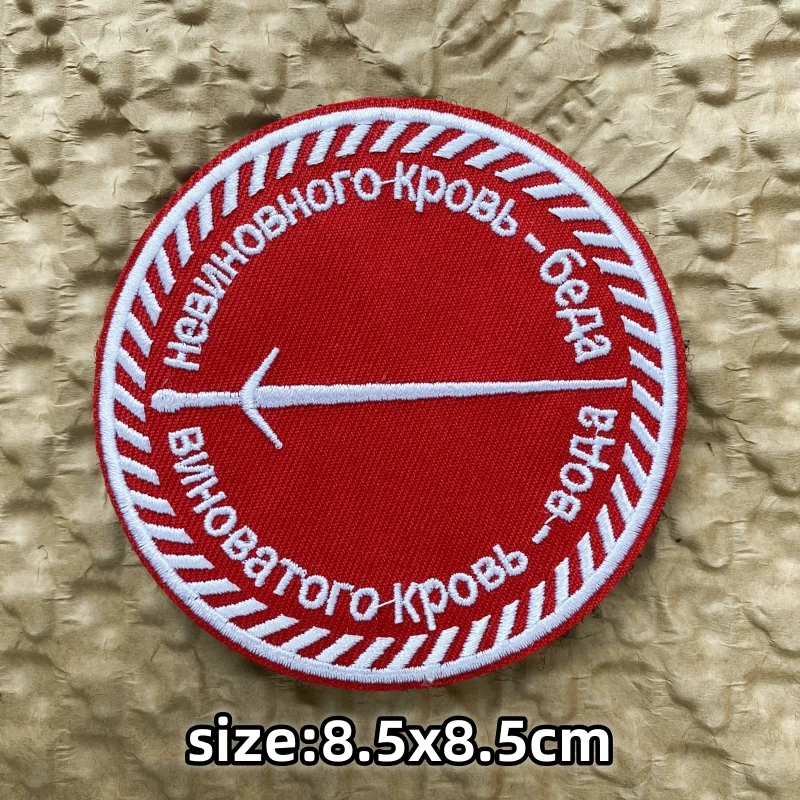 невиновного кровь - беда
виноватого кровь - вода
size:8.5x8.5cm